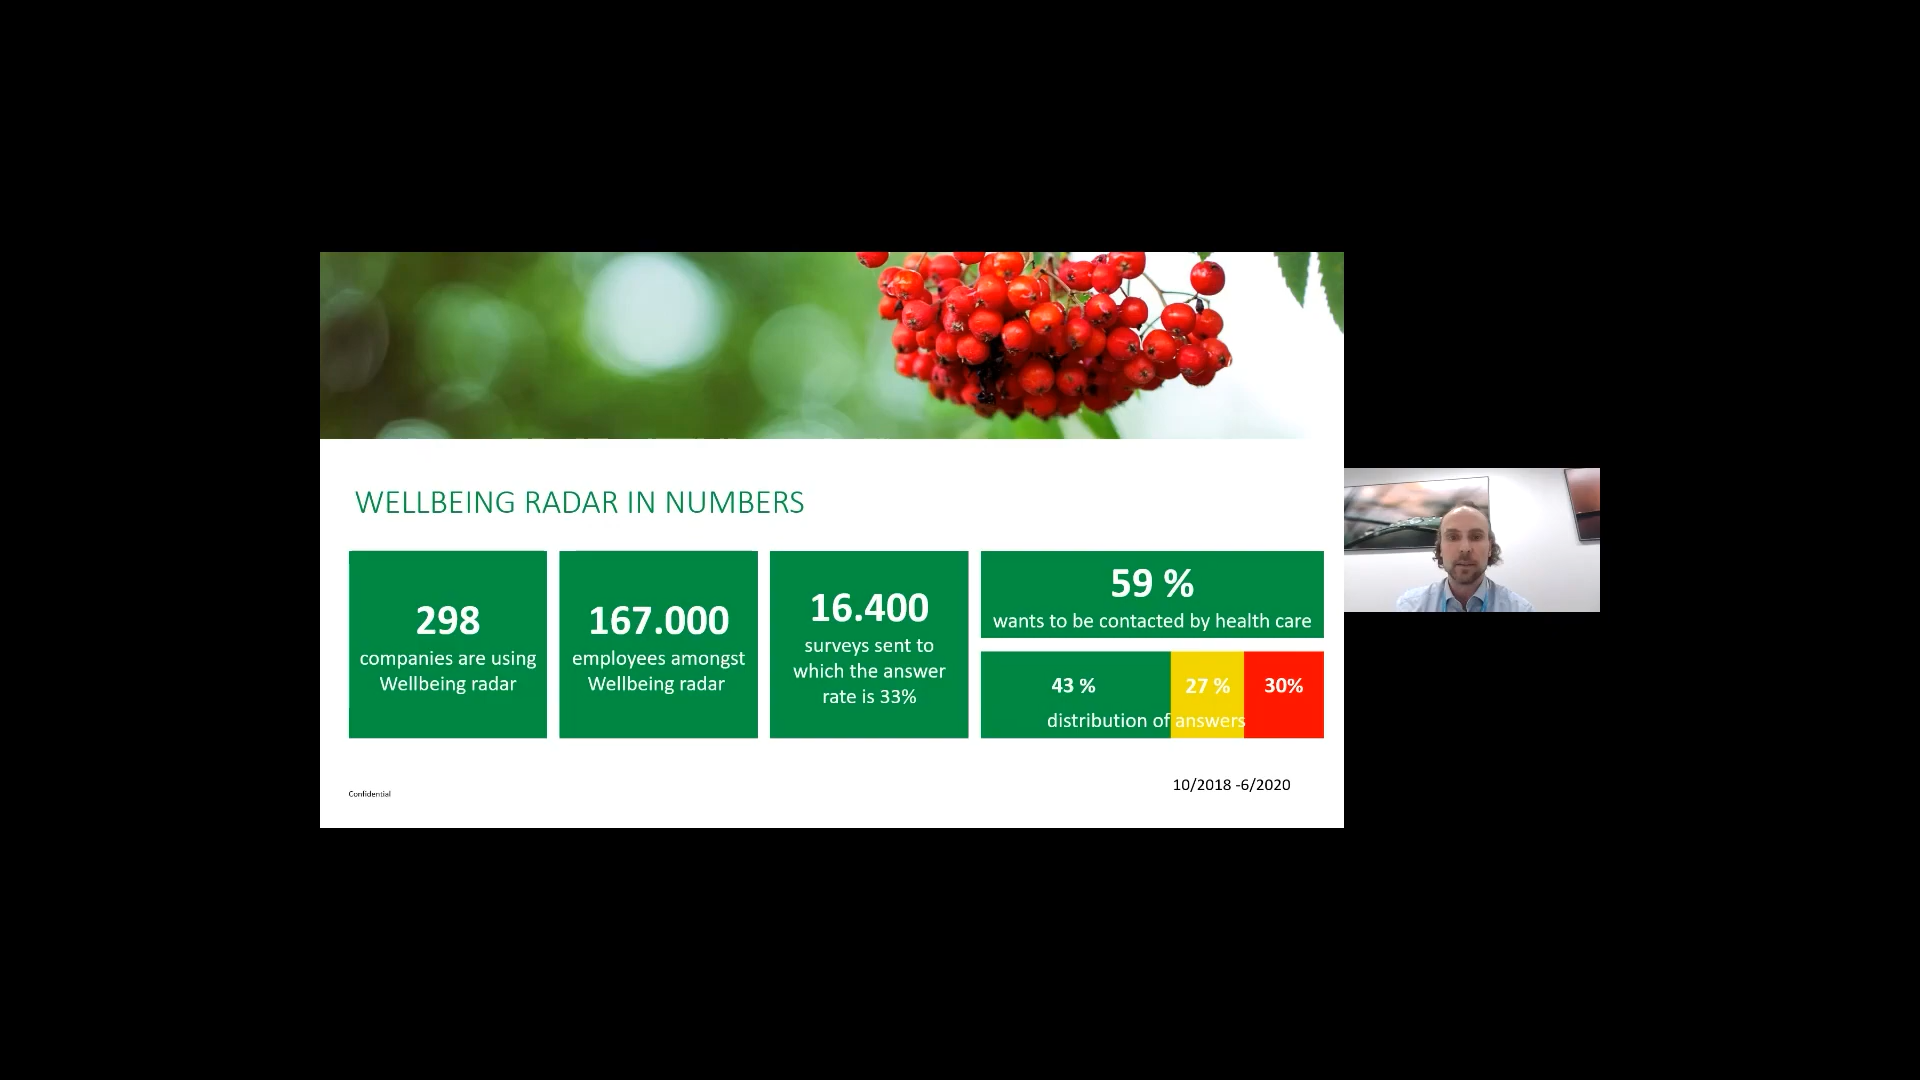 WELLBEING RADAR IN NUMBERS
298
companies are using
Wellbeing radar
167.000
employees amongst
Wellbeing radar
16.400
surveys sent to
which the answer
rate is 33%
59 %
wants to be contacted by health care
43 % 27 % 30%
distribution of answers
10/2018 -6/2020
Confidential